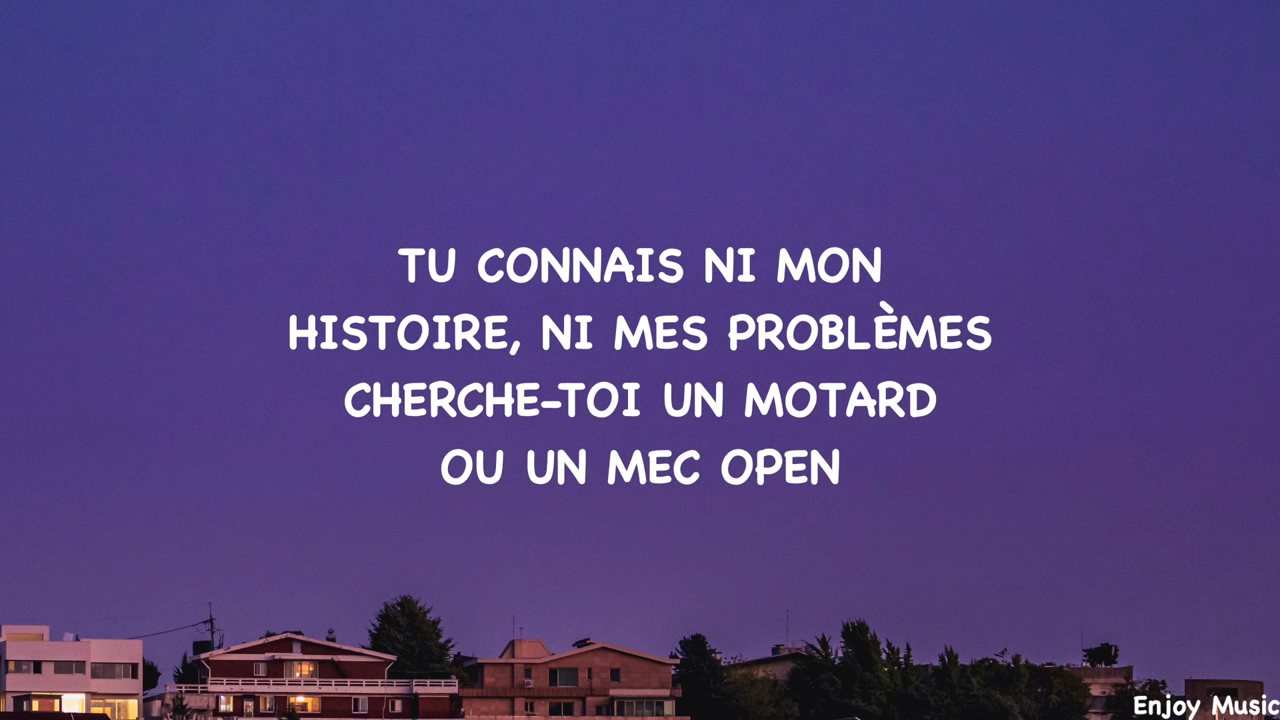 TU CONNAIS NI MON
HISTOIRE, NI MES PROBLÈMES
CHERCHE-TOI UN MOTARD
OU UN MEC OPEN
Enjoy Music